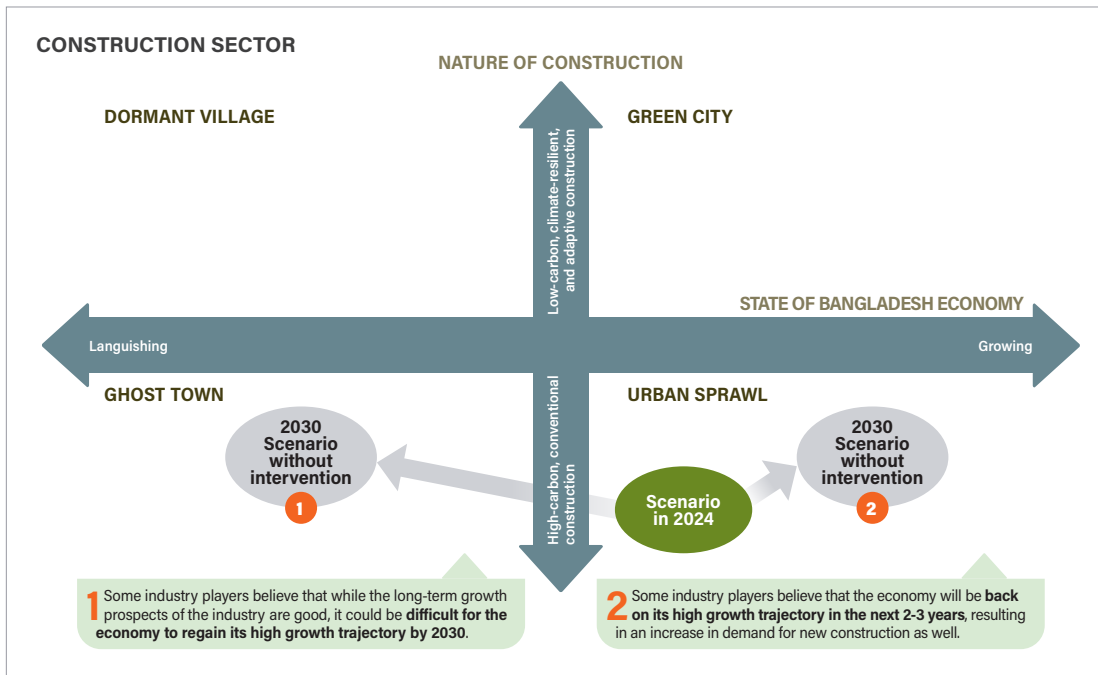 CONSTRUCTION SECTOR
NATURE OF CONSTRUCTION
DORMANT VILLAGE
GREEN CITY
Low-carbon, climate-resilient,
and adaptive construction
STATE OF BANGLADESH ECONOMY
Languishing
Growing
GHOST TOWN
URBAN SPRAWL
High-carbon, conventional
construction
2030
Scenario
without
intervention
1
Scenario
in 2024
2030
Scenario
without
intervention
2
1 Some industry players believe that while the long-term growth
prospects of the industry are good, it could be difficult for the
economy to regain its high growth trajectory by 2030.
2 Some industry players believe that the economy will be back
on its high growth trajectory in the next 2-3 years, resulting
in an increase in demand for new construction as well.